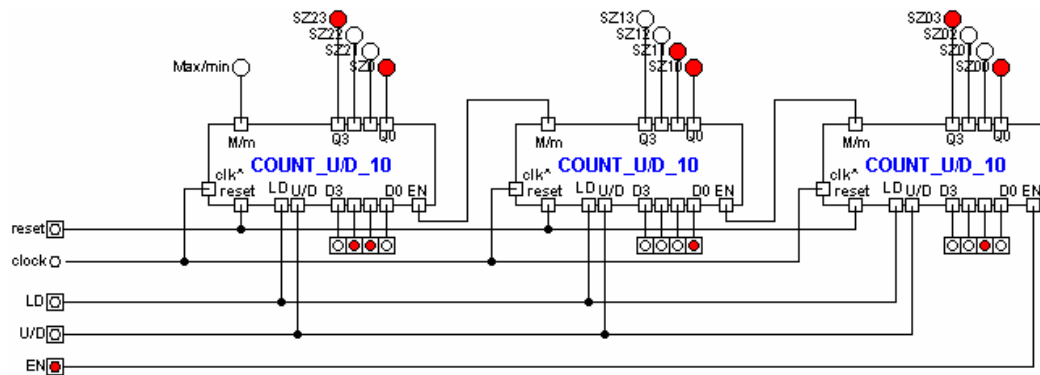 SZ23 SZ13 SZ03
SZ22 SZ12 SZ02
SZ21 SZ11 SZ01
Max/min SZ10 SZ00
M/m Q3 Q0 M/m Q3 Q0 M/m Q3 Q0
COUNT_U/D_10 COUNT_U/D_10 COUNT_U/D_10
clk^ clk^ clk^
reset LD U/D D3 D0 EN reset LD U/D D3 D0 EN reset LD U/D D3 D0 EN
reset
clock
LD
U/D
EN